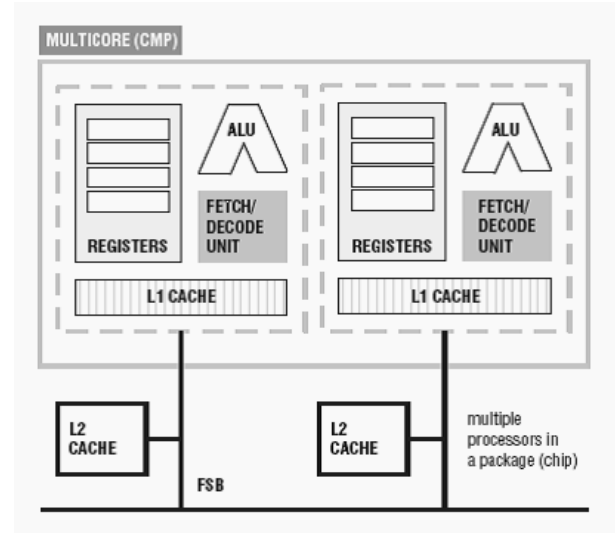 MULTICORE (CMP)
ALU
FETCH/
DECODE
UNIT
REGISTERS
L1 CACHE
ALU
FETCH/
DECODE
UNIT
REGISTERS
L1 CACHE
L2
CACHE
L2
CACHE
multiple
processors in
a package (chip)
FSB